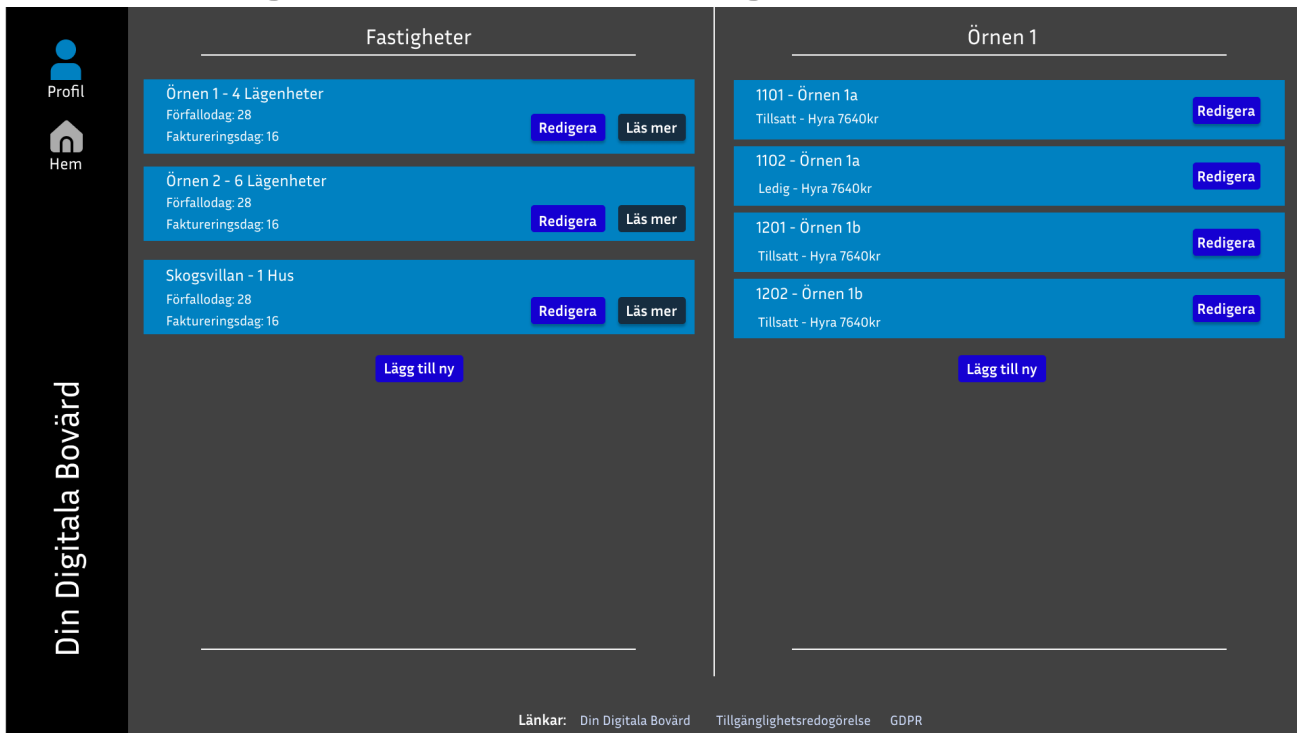 Profil
Hem
Din Digitala Bovärd
Fastigheter
Örnen 1 - 4 Lägenheter
Förfallodag: 28
Faktureringsdag: 16
Redigera
Läs mer
Örnen 2 - 6 Lägenheter
Förfallodag: 28
Faktureringsdag: 16
Redigera
Läs mer
Skogsvillan - 1 Hus
Förfallodag: 28
Faktureringsdag: 16
Redigera
Läs mer
Lägg till ny
Örnen 1
1101 - Örnen 1a
Tillsatt - Hyra 7640kr
Redigera
1102 - Örnen 1a
Ledig - Hyra 7640kr
Redigera
1201 - Örnen 1b
Tillsatt - Hyra 7640kr
Redigera
1202 - Örnen 1b
Tillsatt - Hyra 7640kr
Redigera
Lägg till ny
Länkar: Din Digitala Bovärd Tillgänglighetsredogörelse GDPR